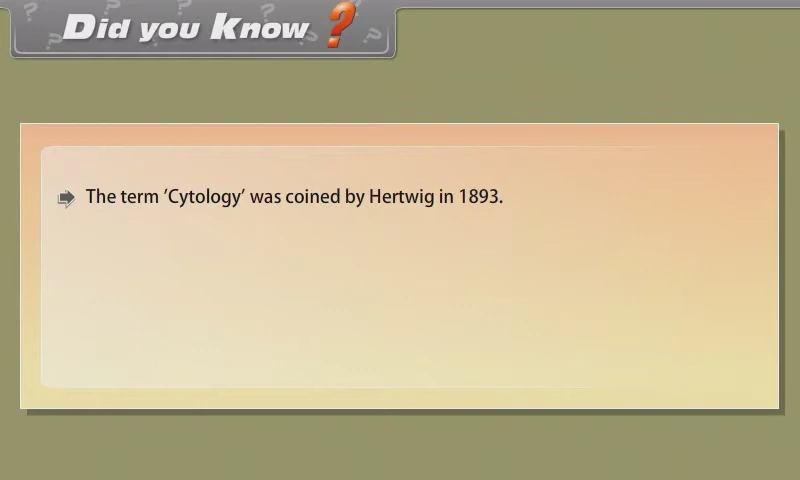 Did you Know ?
The term ’Cytology’ was coined by Hertwig in 1893.